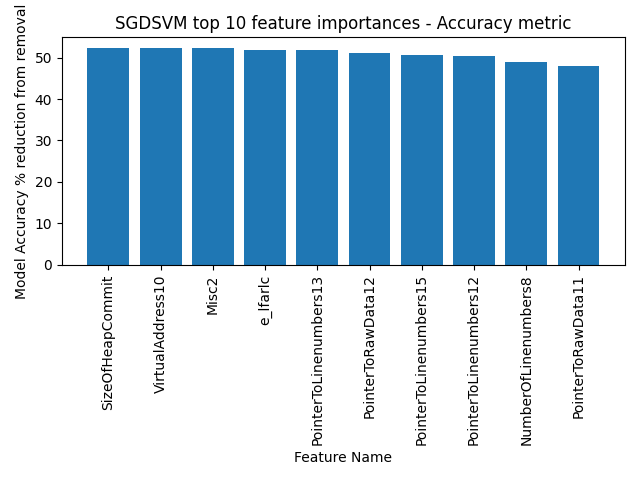 SGDSVM top 10 feature importances - Accuracy metric
Model Accuracy % reduction from removal
50
40
30
20
10
0
SizeOfHeapCommit
VirtualAddress10
Misc2
e_lfarlc
PointerToLinenumbers13
PointerToRawData12
PointerToLinenumbers15
PointerToLinenumbers12
NumberOfLinenumbers8
PointerToRawData11
Feature Name